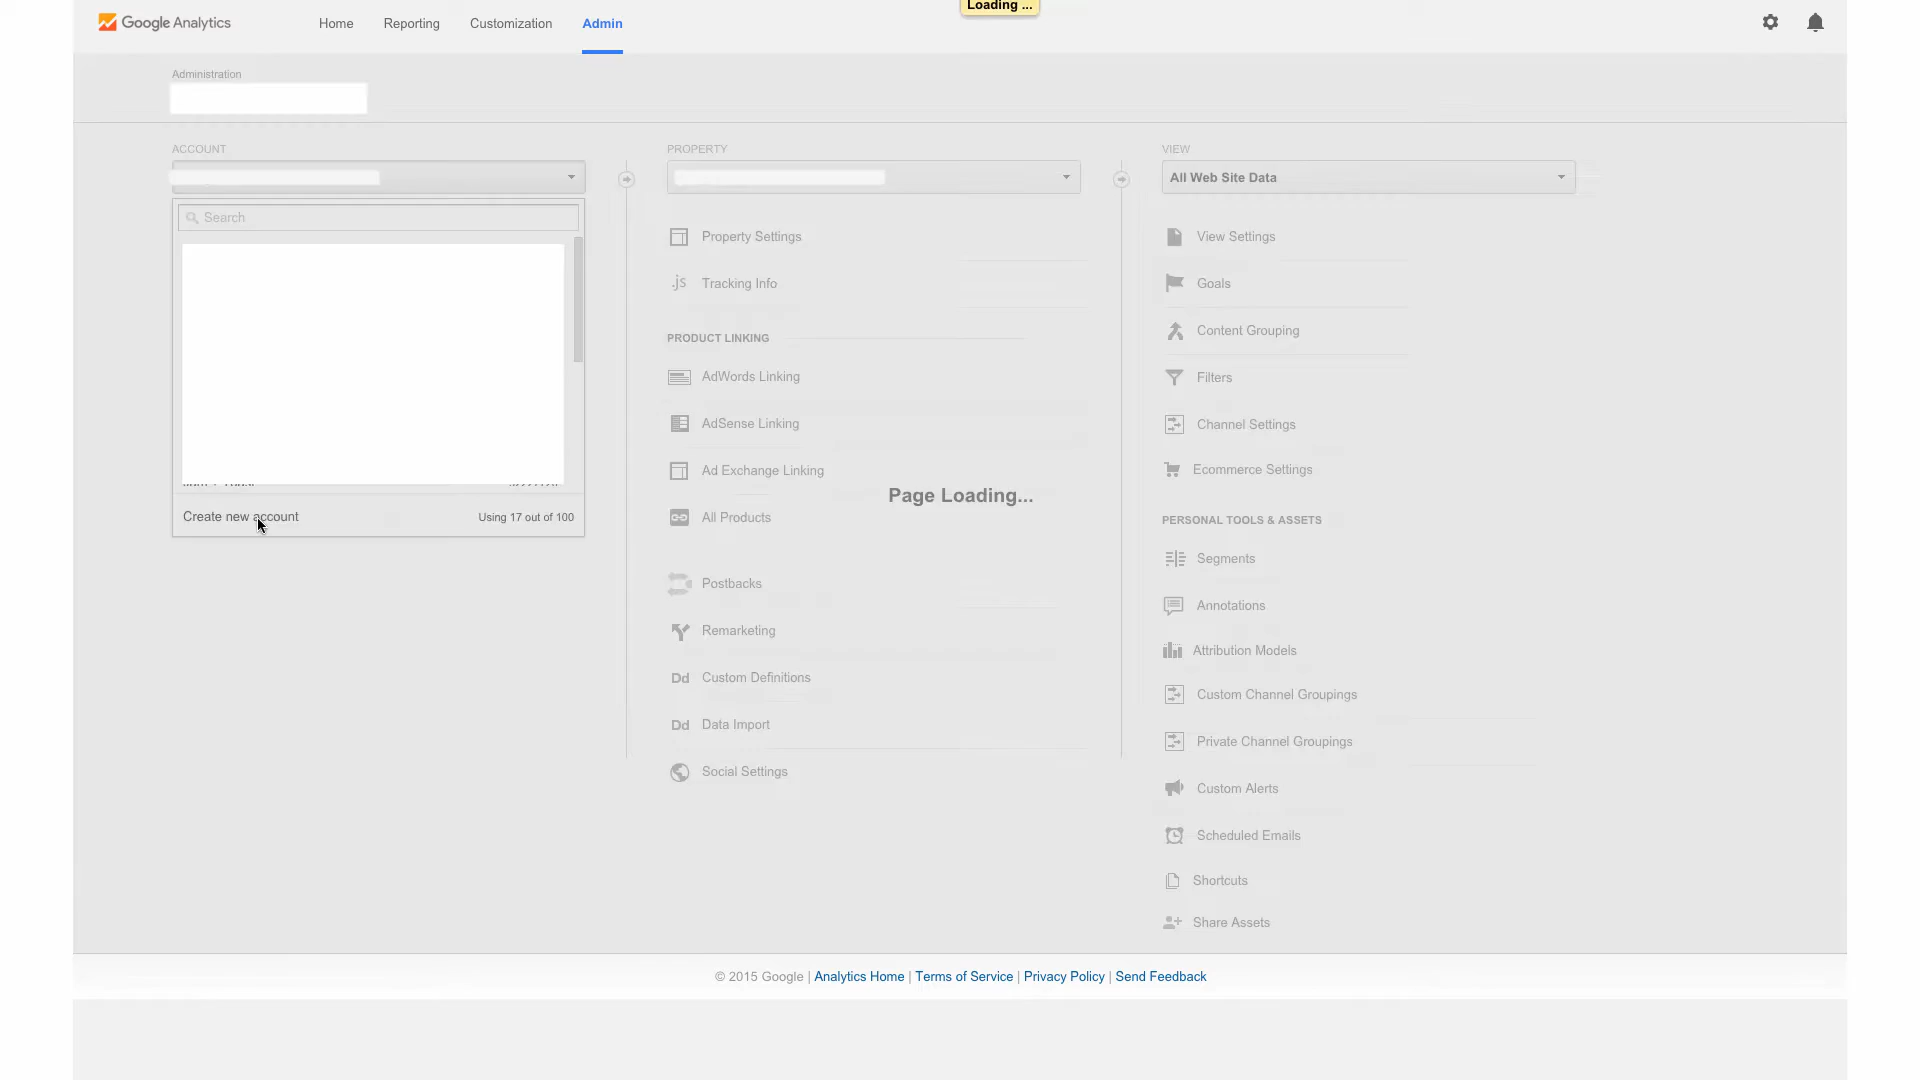 Loading ...
Google Analytics
Home
Reporting
Customization
Admin
Administration
ACCOUNT
Search
Create new account
Using 17 out of 100
PROPERTY
Property Settings
.js
Tracking Info
PRODUCT LINKING
AdWords Linking
AdSense Linking
Ad Exchange Linking
All Products
Postbacks
Remarketing
Dd
Custom Definitions
Dd
Data Import
Social Settings
Page Loading...
VIEW
All Web Site Data
View Settings
Goals
Content Grouping
Filters
Channel Settings
Ecommerce Settings
PERSONAL TOOLS & ASSETS
Segments
Annotations
Attribution Models
Custom Channel Groupings
Private Channel Groupings
Custom Alerts
Scheduled Emails
Shortcuts
Share Assets
© 2015 Google | Analytics Home | Terms of Service | Privacy Policy | Send Feedback